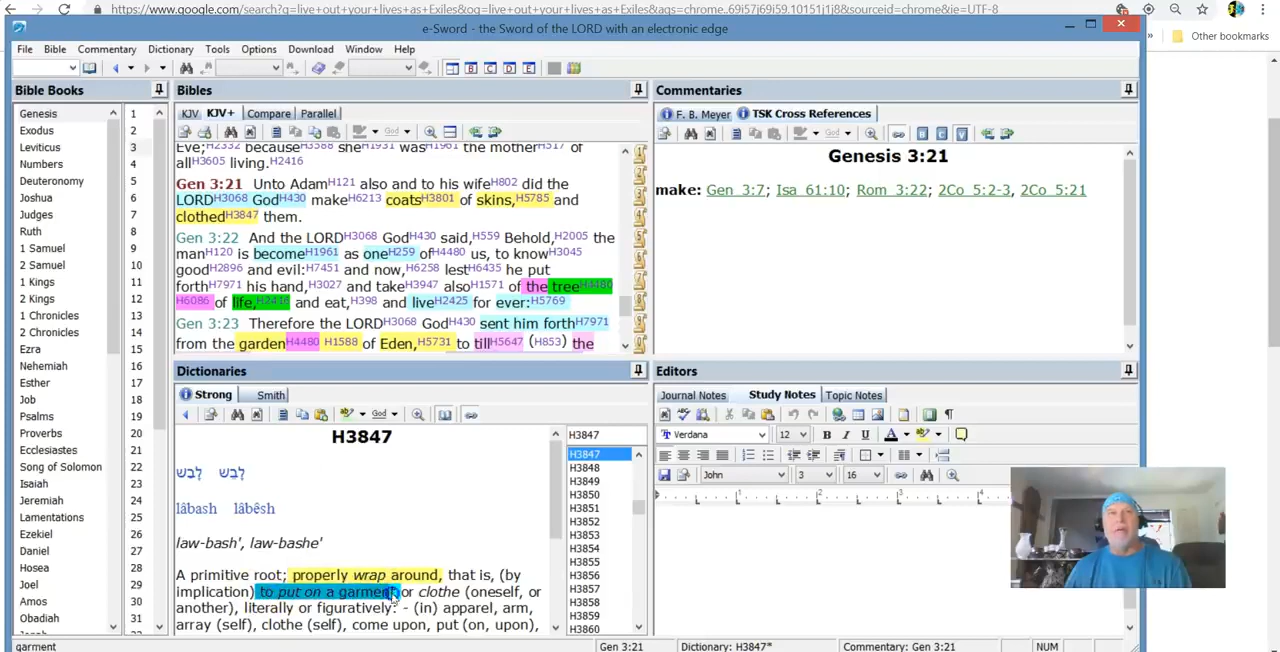 https://www.google.com/search?q=live+out+your+lives+as+Exiles&oq=live+out+your+lives+as+Exiles&aqs=chrome..69i57j69i59.10151j1j8&sourceid=chrome&ie=UTF-8
» Other bookmarks
e-Sword - the Sword of the LORD with an electronic edge
File Bible Commentary Dictionary Tools Options Download Window Help
B C D E
Bible Books
Genesis
Exodus
Leviticus
Numbers
Deuteronomy
Joshua
Judges
Ruth
1 Samuel
2 Samuel
1 Kings
2 Kings
1 Chronicles
2 Chronicles
Ezra
Nehemiah
Esther
Job
Psalms
Proverbs
Ecclesiastes
Song of Solomon
Isaiah
Jeremiah
Lamentations
Ezekiel
Daniel
Hosea
Joel
Amos
Obadiah
1
2
3
4
5
6
7
8
9
10
11
12
13
14
15
16
17
18
19
20
21
22
23
24
25
26
27
28
29
30
31
Bibles
KJV KJV+ Compare Parallel
God
Eve;H2332 becauseH3588 sheH1931 wasH1961 the motherH517 of
allH3605 living.H2416
Gen 3:21 Unto AdamH121 also and to his wifeH802 did the
LORDH3068 GodH430 makeH6213 coatsH3801 of skins,H5785 and
clothedH3847 them.
Gen 3:22 And the LORDH3068 GodH430 said,H559 Behold,H2005 the
manH120 is becomeH1961 as oneH259 ofH4480 us, to knowH3045
goodH2896 and evil:H7451 and now,H6258 lestH6435 he put
forthH7971 his hand,H3027 and takeH3947 alsoH1571 of the treeH4480
H6086 of life,H2416 and eat,H398 and liveH2425 for ever:H5769
Gen 3:23 Therefore the LORDH3068 GodH430 sent him forthH7971
from the gardenH4480 H1588 of Eden,H5731 to tillH5647 (H853) the
Commentaries
F. B. Meyer TSK Cross References
God B C V
Genesis 3:21
make: Gen 3:7; Isa 61:10; Rom 3:22; 2Co 5:2-3, 2Co 5:21
Dictionaries
Strong Smith
God
H3847
לָבַשׁ לָבֵשׁ
lâbash lâbêsh
law-bash', law-bashe'
A primitive root; properly wrap around, that is, (by
implication) to put on a garment or clothe (oneself, or
another), literally or figuratively: - (in) apparel, arm,
array (self), clothe (self), come upon, put (on, upon),
H3847
H3847
H3848
H3849
H3850
H3851
H3852
H3853
H3854
H3855
H3856
H3857
H3858
H3859
H3860
Editors
Journal Notes Study Notes Topic Notes
Verdana 12 B I U A
John 3 16
1 2 3 4
garment Gen 3:21 Dictionary: H3847* Commentary: Gen 3:21 NUM